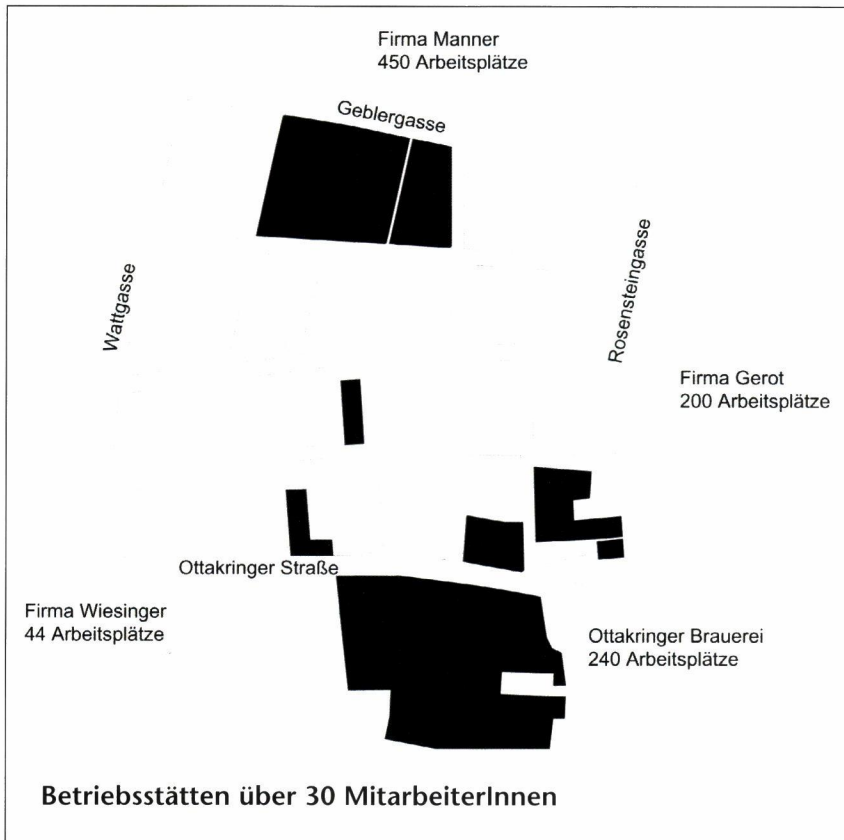 Firma Manner
450 Arbeitsplätze
Geblergasse
Wattgasse
Rosensteingasse
Firma Gerot
200 Arbeitsplätze
Ottakringer Straße
Firma Wiesinger
44 Arbeitsplätze
Ottakringer Brauerei
240 Arbeitsplätze
Betriebsstätten über 30 MitarbeiterInnen